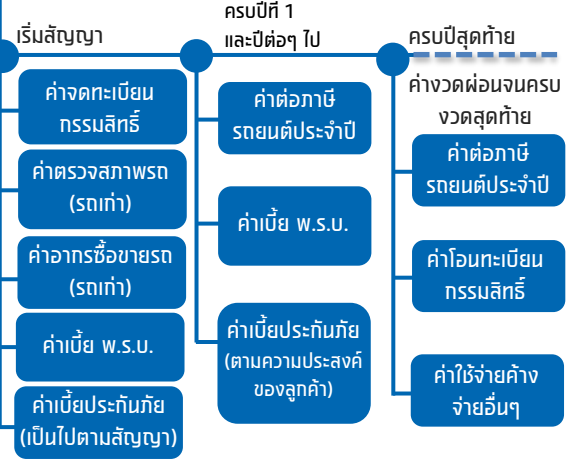 เริ่มสัญญา
ค่าจดทะเบียน
กรรมสิทธิ์
ค่าตรวจสภาพรถ
(รถเก่า)
ค่าอากรซื้อขายรถ
(รถเก่า)
ค่าเบี้ย พ.ร.บ.
ค่าเบี้ยประกันภัย
(เป็นไปตามสัญญา)
ครบปีที่ 1
และปีต่อๆ ไป
ค่าต่อภาษี
รถยนต์ประจำปี
ค่าเบี้ย พ.ร.บ.
ค่าเบี้ยประกันภัย
(ตามความประสงค์
ของลูกค้า)
ครบปีสุดท้าย
ค่างวดผ่อนจนครบ
งวดสุดท้าย
ค่าต่อภาษี
รถยนต์ประจำปี
ค่าโอนทะเบียน
กรรมสิทธิ์
ค่าใช้จ่ายค้าง
จ่ายอื่นๆ